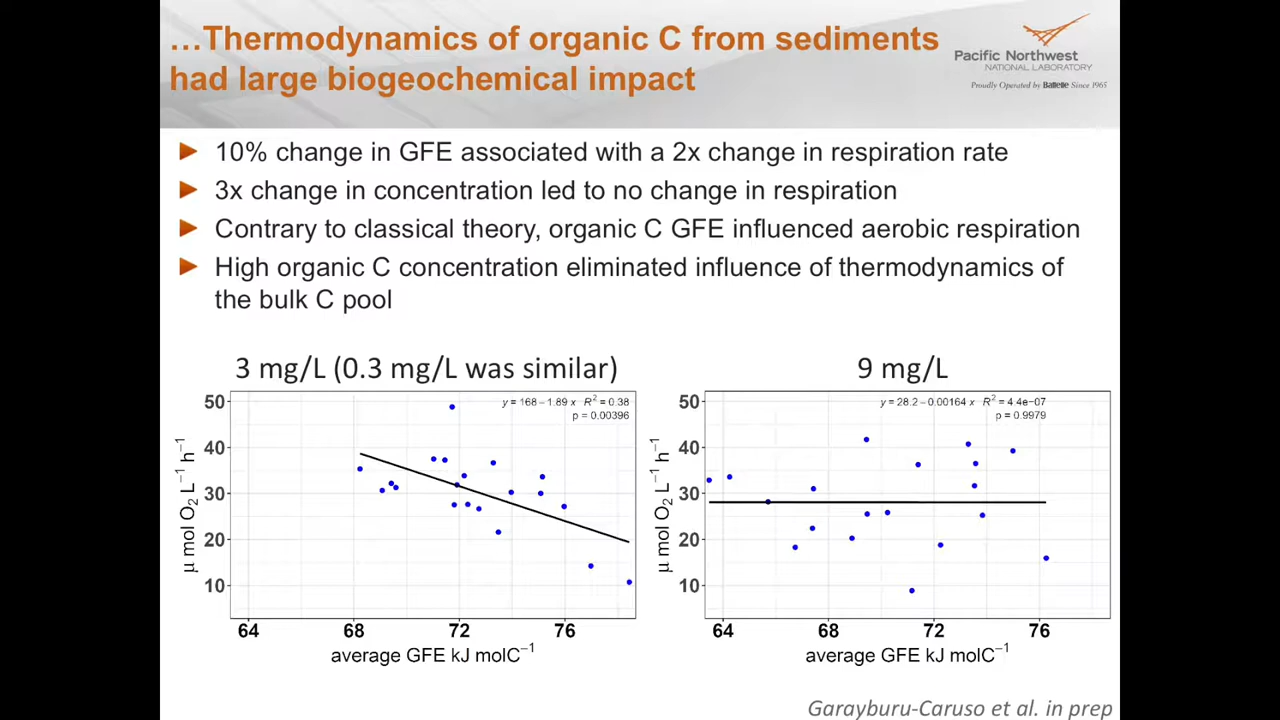 …Thermodynamics of organic C from sediments
had large biogeochemical impact
Pacific Northwest
NATIONAL LABORATORY
Proudly Operated by Battelle Since 1965
10% change in GFE associated with a 2x change in respiration rate
3x change in concentration led to no change in respiration
Contrary to classical theory, organic C GFE influenced aerobic respiration
High organic C concentration eliminated influence of thermodynamics of
the bulk C pool
3 mg/L (0.3 mg/L was similar)
y = 168 − 1.89 x R² = 0.38
p = 0.00396
50
40
30
20
10
μ mol O₂ L⁻¹ h⁻¹
64 68 72 76
average GFE kJ molC⁻¹
9 mg/L
y = 28.2 − 0.00164 x R² = 4.4e-07
p = 0.9979
50
40
30
20
10
μ mol O₂ L⁻¹ h⁻¹
64 68 72 76
average GFE kJ molC⁻¹
Garayburu-Caruso et al. in prep